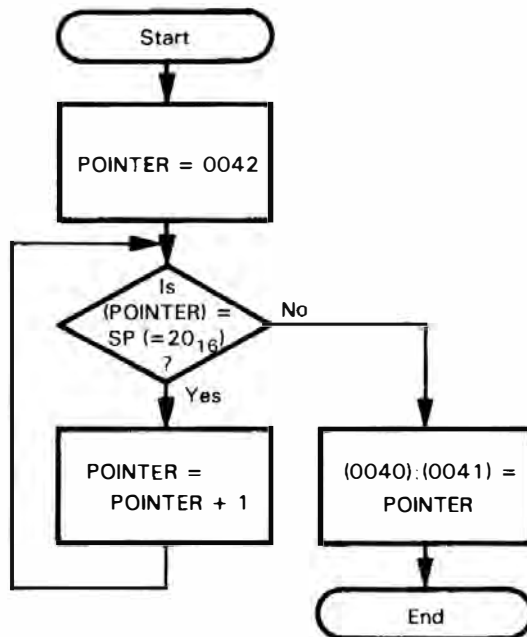 Start
POINTER = 0042
Is
(POINTER) =
SP (=20₁₆)
?
No
Yes
POINTER =
POINTER + 1
(0040):(0041) =
POINTER
End